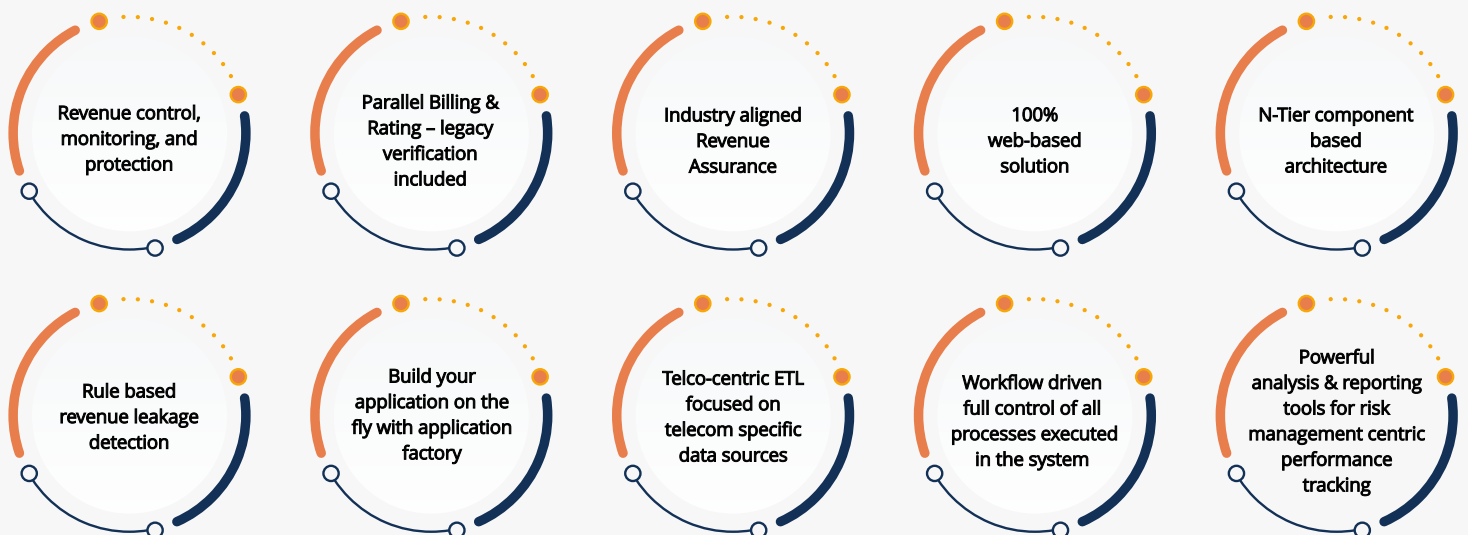 Revenue control,
monitoring, and
protection
Parallel Billing &
Rating – legacy
verification
included
Industry aligned
Revenue
Assurance
100%
web-based
solution
N-Tier component
based
architecture
Rule based
revenue leakage
detection
Build your
application on the
fly with application
factory
Telco-centric ETL
focused on
telecom specific
data sources
Workflow driven
full control of all
processes executed
in the system
Powerful
analysis & reporting
tools for risk
management centric
performance
tracking